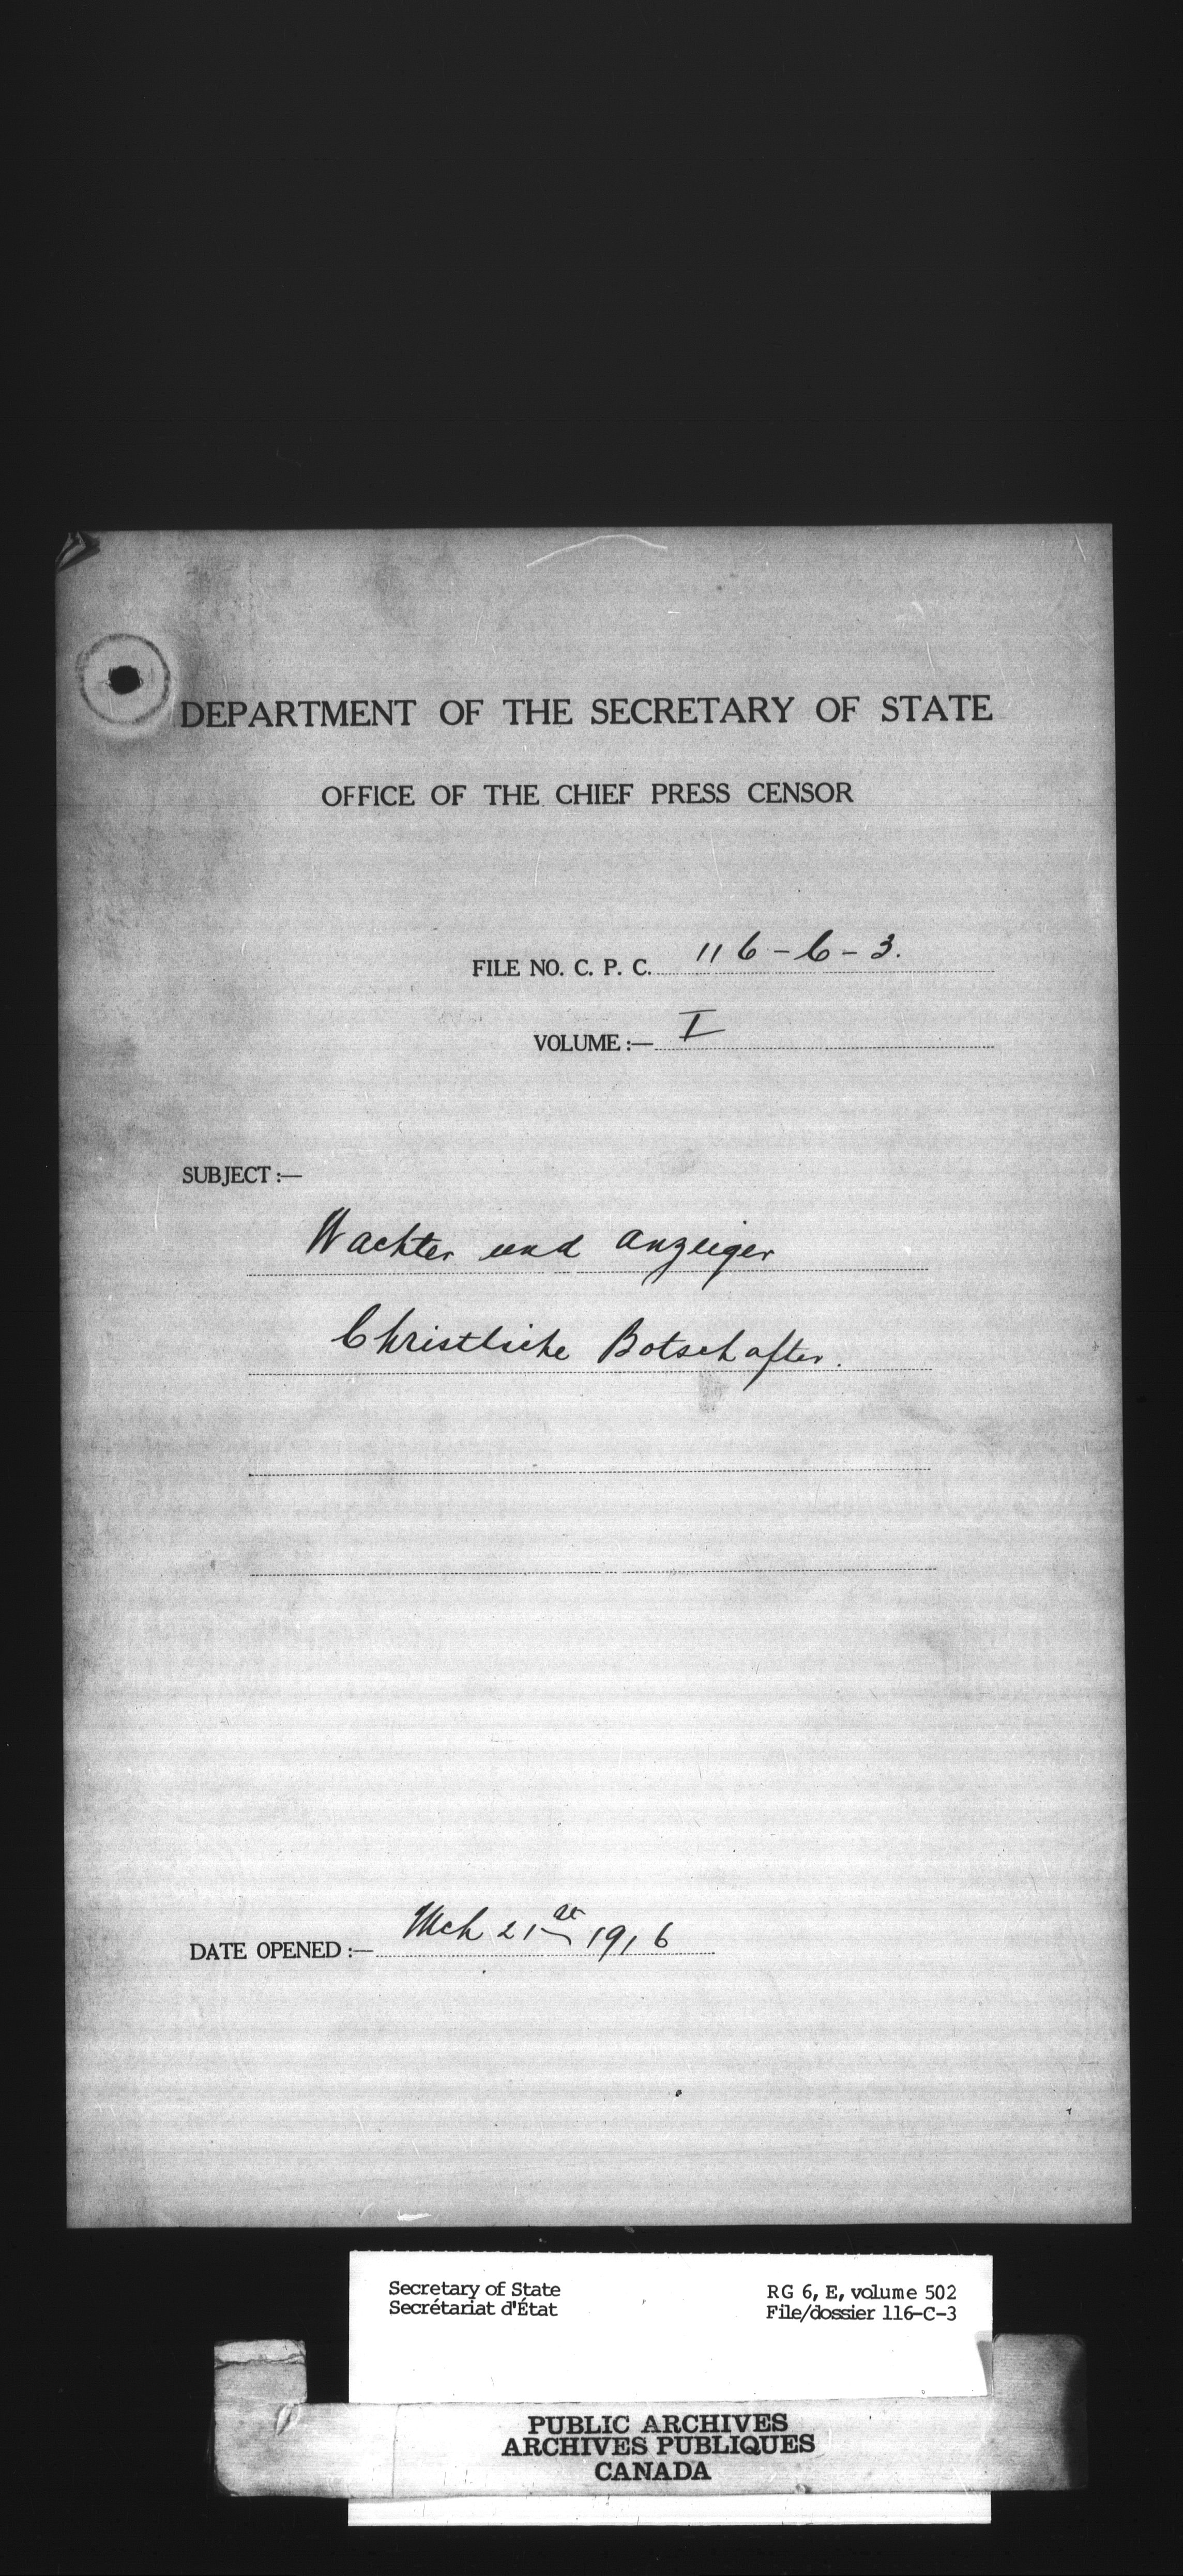 DEPARTMENT OF THE SECRETARY OF STATE
OFFICE OF THE CHIEF PRESS CENSOR
FILE NO. C. P. C. 116-C-3.
VOLUME :— I
SUBJECT :—
Wachter und Anzeiger
Christliche Botschafter.
DATE OPENED :— Mch 21st 1916
Secretary of State RG 6, E, volume 502
Secrétariat d'État File/dossier 116-C-3
PUBLIC ARCHIVES
ARCHIVES PUBLIQUES
CANADA